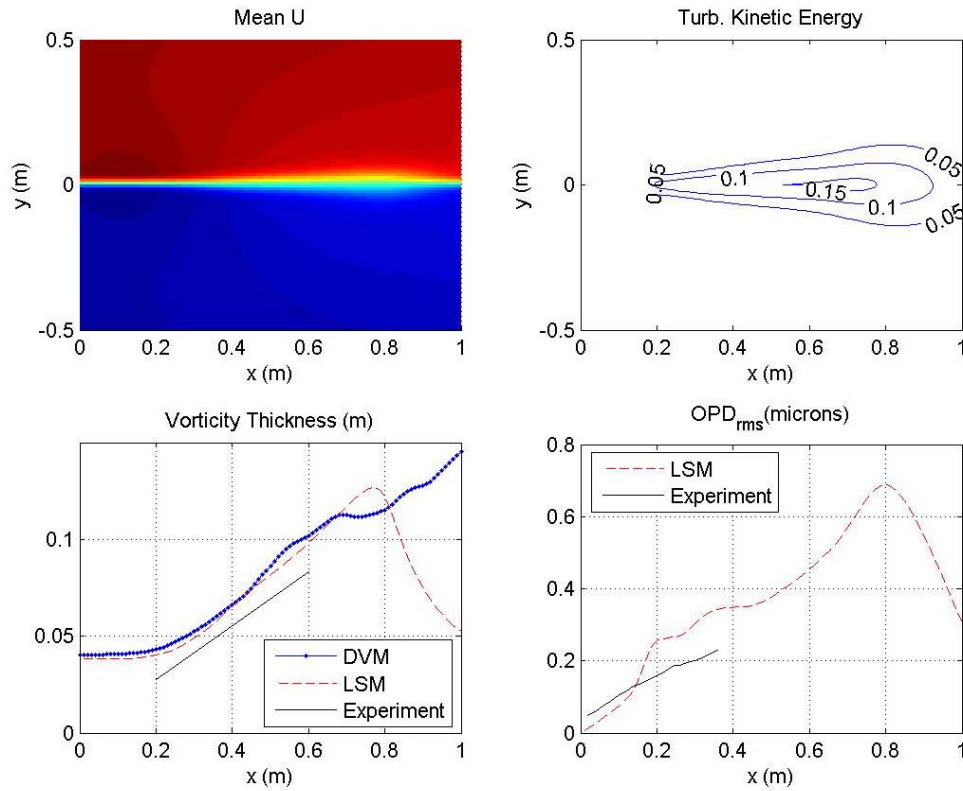 Mean U
0.5
0
-0.5
y (m)
0 0.2 0.4 0.6 0.8 1
x (m)
Turb. Kinetic Energy
0.5
0
-0.5
y (m)
0.05
0.1
0.15
0.1
0.05
0.05
0 0.2 0.4 0.6 0.8 1
x (m)
Vorticity Thickness (m)
0.1
0.05
0
DVM
LSM
Experiment
0 0.2 0.4 0.6 0.8 1
x (m)
OPDrms(microns)
0.8
0.6
0.4
0.2
0
LSM
Experiment
0 0.2 0.4 0.6 0.8 1
x (m)